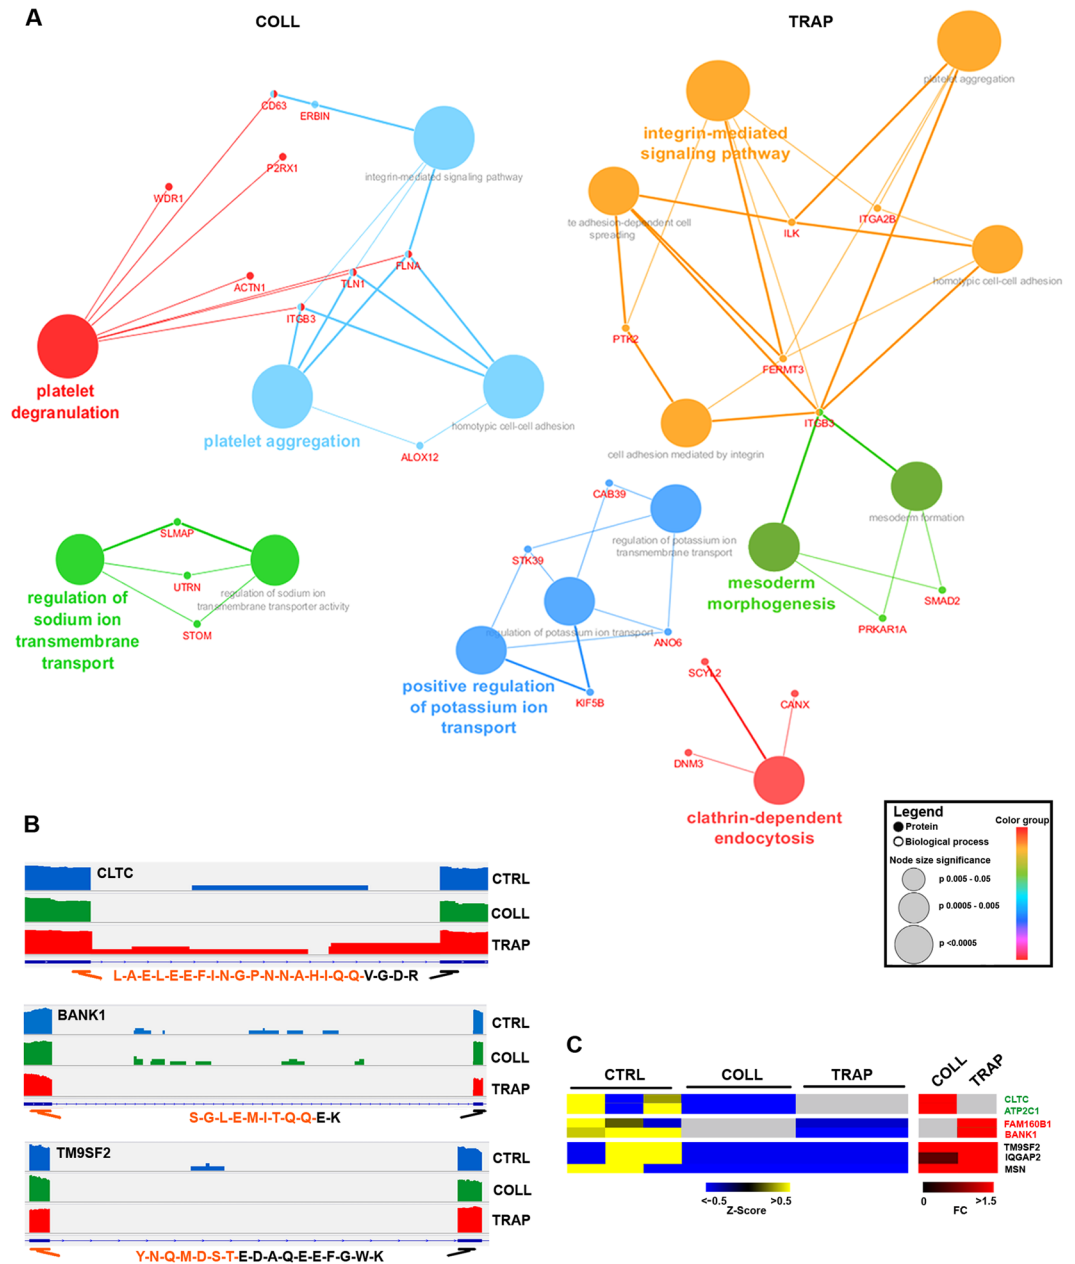 A
COLL
TRAP
CD63
ERBIN
P2RX1
WDR1
integrin-mediated signaling pathway
FLNA
TLN1
ACTN1
ITGB3
platelet
degranulation
platelet aggregation
homotypic cell-cell adhesion
ALOX12
SLMAP
UTRN
STOM
regulation of
sodium ion
transmembrane
transport
regulation of sodium ion
transmembrane transporter activity
platelet aggregation
integrin-mediated
signaling pathway
te adhesion-dependent cell
spreading
ILK
ITGA2B
homotypic cell-cell adhesion
PTK2
FERMT3
ITGB3
cell adhesion mediated by integrin
mesoderm formation
mesoderm
morphogenesis
SMAD2
PRKAR1A
CAB39
regulation of potassium ion
transmembrane transport
STK39
regulation of potassium ion transport
ANO6
KIF5B
positive regulation
of potassium ion
transport
SCYL2
CANX
DNM3
clathrin-dependent
endocytosis
Legend
Protein
Biological process
Color group
Node size significance
p 0.005 - 0.05
p 0.0005 - 0.005
p <0.0005
B
CLTC
CTRL
COLL
TRAP
L-A-E-L-E-E-F-I-N-G-P-N-N-A-H-I-Q-Q-V-G-D-R
BANK1
CTRL
COLL
TRAP
S-G-L-E-M-I-T-Q-Q-E-K
TM9SF2
CTRL
COLL
TRAP
Y-N-Q-M-D-S-T-E-D-A-Q-E-E-F-G-W-K
C
CTRL
COLL
TRAP
COLL
TRAP
CLTC
ATP2C1
FAM160B1
BANK1
TM9SF2
IQGAP2
MSN
<-0.5
>0.5
Z-Score
0
>1.5
FC